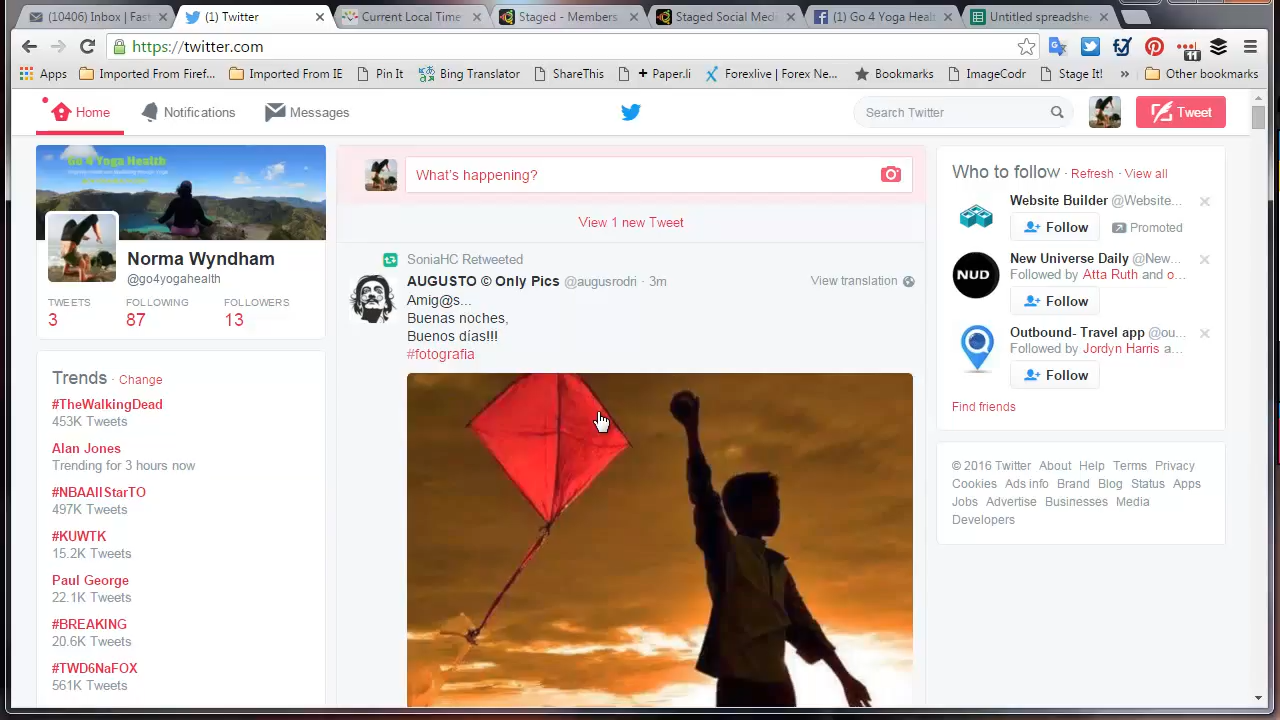 (10406) Inbox | Fast
(1) Twitter
Current Local Time
Staged - Members
Staged Social Medi
(1) Go 4 Yoga Health
Untitled spreadshe
https://twitter.com
11
Apps
Imported From Firef...
Imported From IE
Pin It
Bing Translator
ShareThis
+ Paper.li
Forexlive | Forex Ne...
Bookmarks
ImageCodr
Stage It!
»
Other bookmarks
Home
Notifications
Messages
Search Twitter
Tweet
Go 4 Yoga Health
Norma Wyndham
@go4yogahealth
TWEETS FOLLOWING FOLLOWERS
3 87 13
Trends · Change
#TheWalkingDead
453K Tweets
Alan Jones
Trending for 3 hours now
#NBAAllStarTO
497K Tweets
#KUWTK
15.2K Tweets
Paul George
22.1K Tweets
#BREAKING
20.6K Tweets
#TWD6NaFOX
561K Tweets
What's happening?
View 1 new Tweet
SoniaHC Retweeted
AUGUSTO © Only Pics @augusrodri · 3m
View translation
Amig@s...
Buenas noches,
Buenos días!!!
#fotografia
Who to follow · Refresh · View all
Website Builder @Website...
Follow
Promoted
NUD
New Universe Daily @New...
Followed by Atta Ruth and o...
Follow
Outbound- Travel app @ou...
Followed by Jordyn Harris a...
Follow
Find friends
© 2016 Twitter About Help Terms Privacy
Cookies Ads info Brand Blog Status Apps
Jobs Advertise Businesses Media
Developers